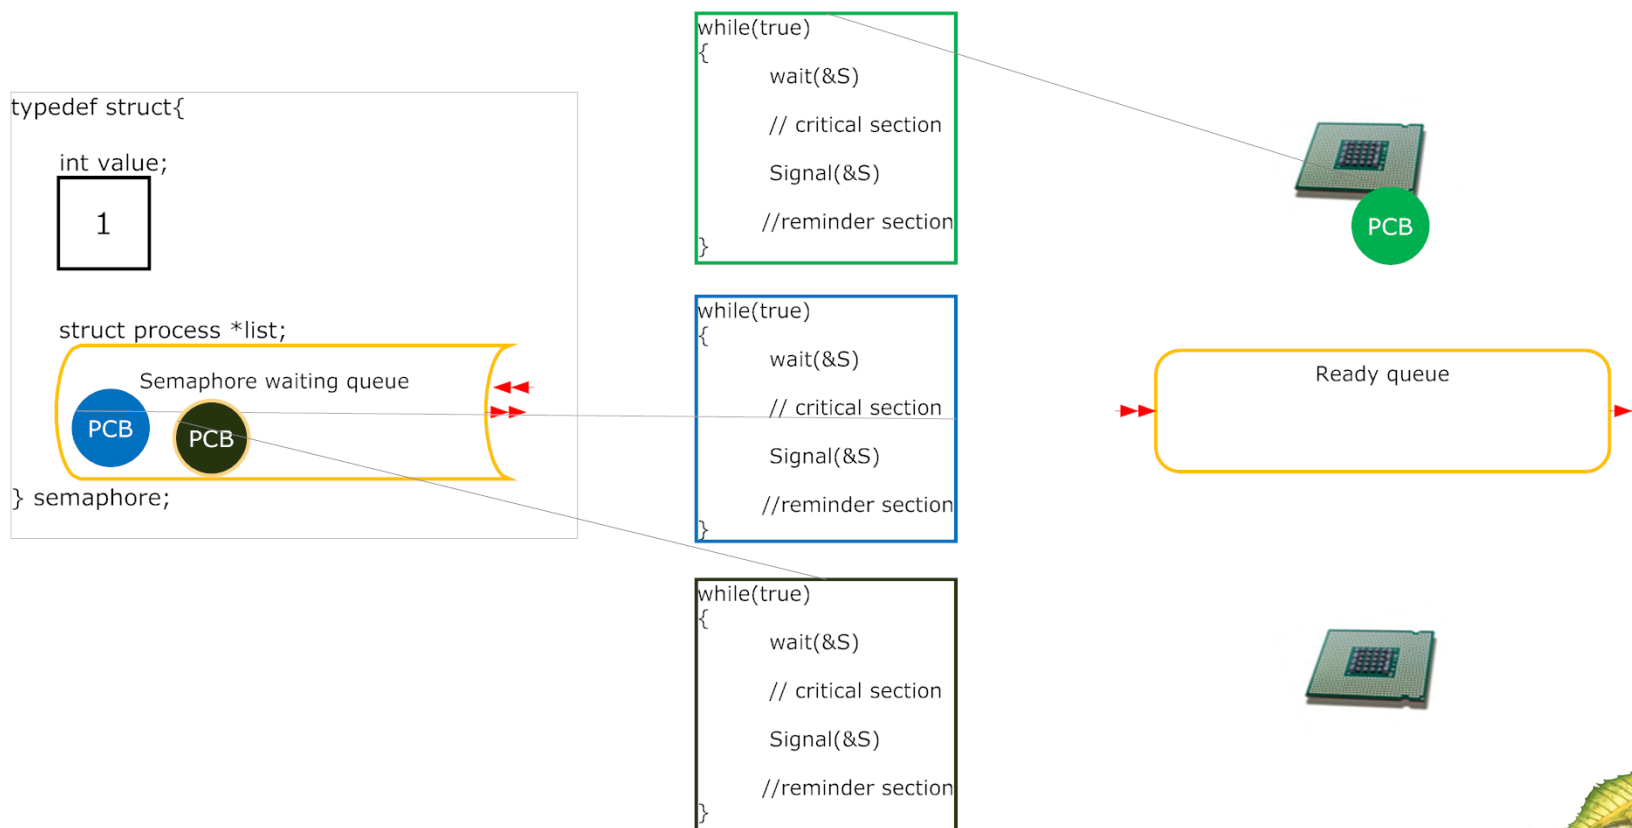 typedef struct{
int value;
1
struct process *list;
Semaphore waiting queue
PCB
PCB
} semaphore;
while(true)
{
wait(&S)
// critical section
Signal(&S)
//reminder section
}
while(true)
{
wait(&S)
// critical section
Signal(&S)
//reminder section
}
while(true)
{
wait(&S)
// critical section
Signal(&S)
//reminder section
}
PCB
Ready queue